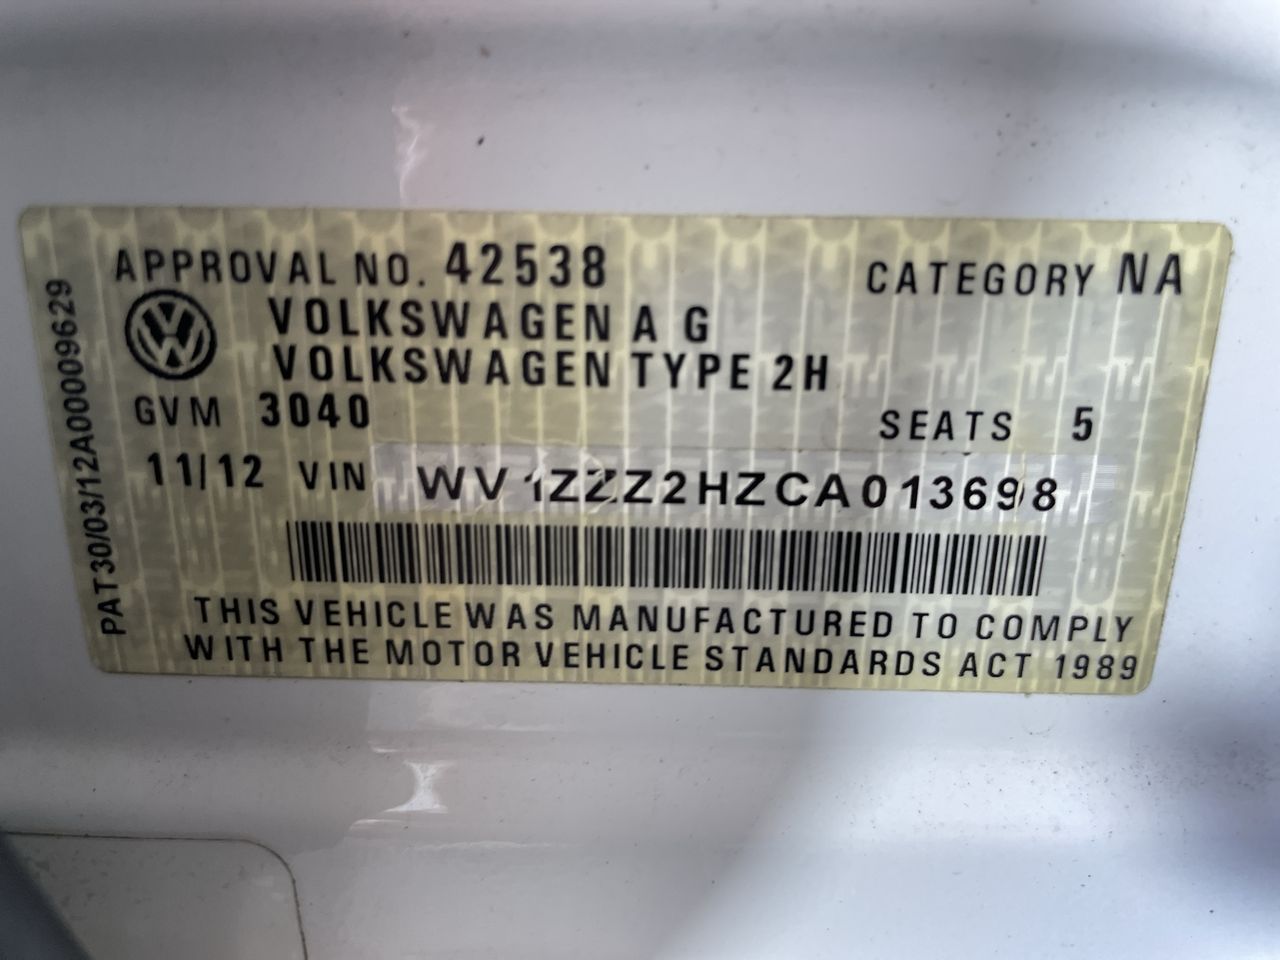 APPROVAL NO. 42538 CATEGORY NA
VOLKSWAGEN A G
VOLKSWAGEN TYPE 2H
GVM 3040 SEATS 5
11/12 VIN WV1ZZZ2HZCA013698
THIS VEHICLE WAS MANUFACTURED TO COMPLY
WITH THE MOTOR VEHICLE STANDARDS ACT 1989
PAT30/03/12A00009629